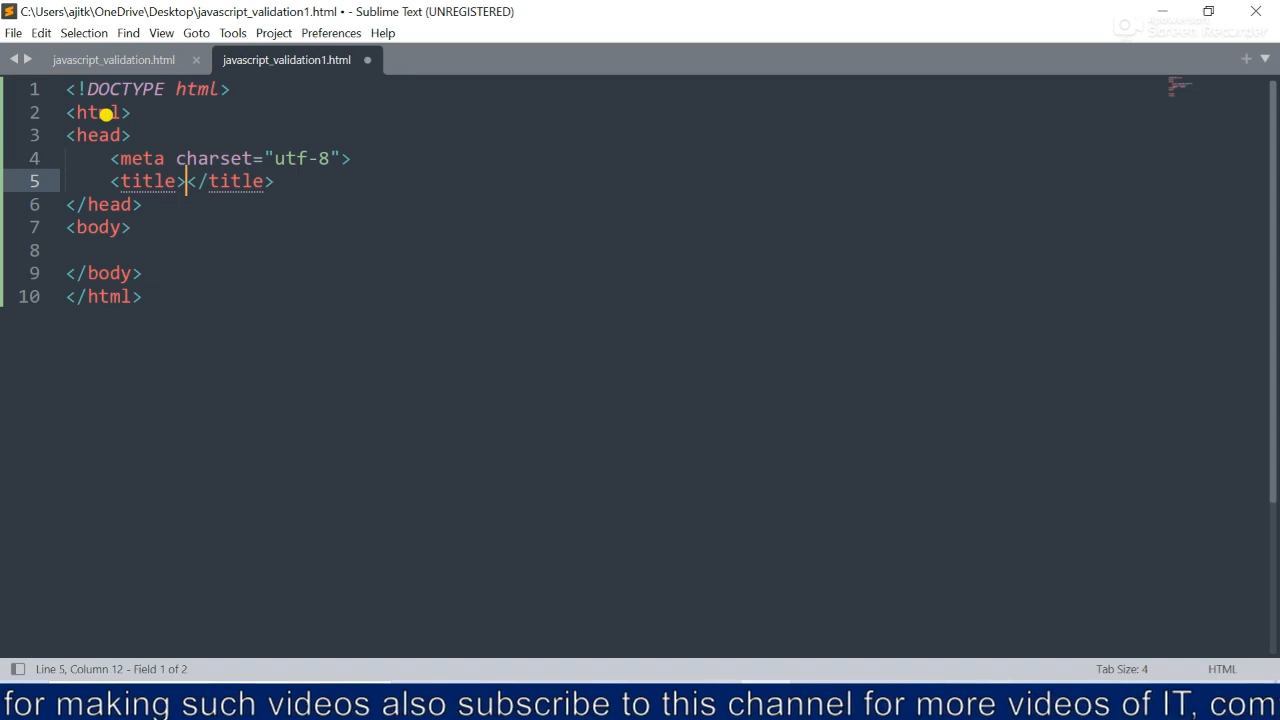 C:\Users\ajitk\OneDrive\Desktop\javascript_validation1.html • - Sublime Text (UNREGISTERED)
File Edit Selection Find View Goto Tools Project Preferences Help
Apowersoft
Screen Recorder
javascript_validation.html × javascript_validation1.html
1 <!DOCTYPE html>
2 <html>
3 <head>
4 <meta charset="utf-8">
5 <title></title>
6 </head>
7 <body>
8
9 </body>
10 </html>
Line 5, Column 12 - Field 1 of 2 Tab Size: 4 HTML
for making such videos also subscribe to this channel for more videos of IT, com